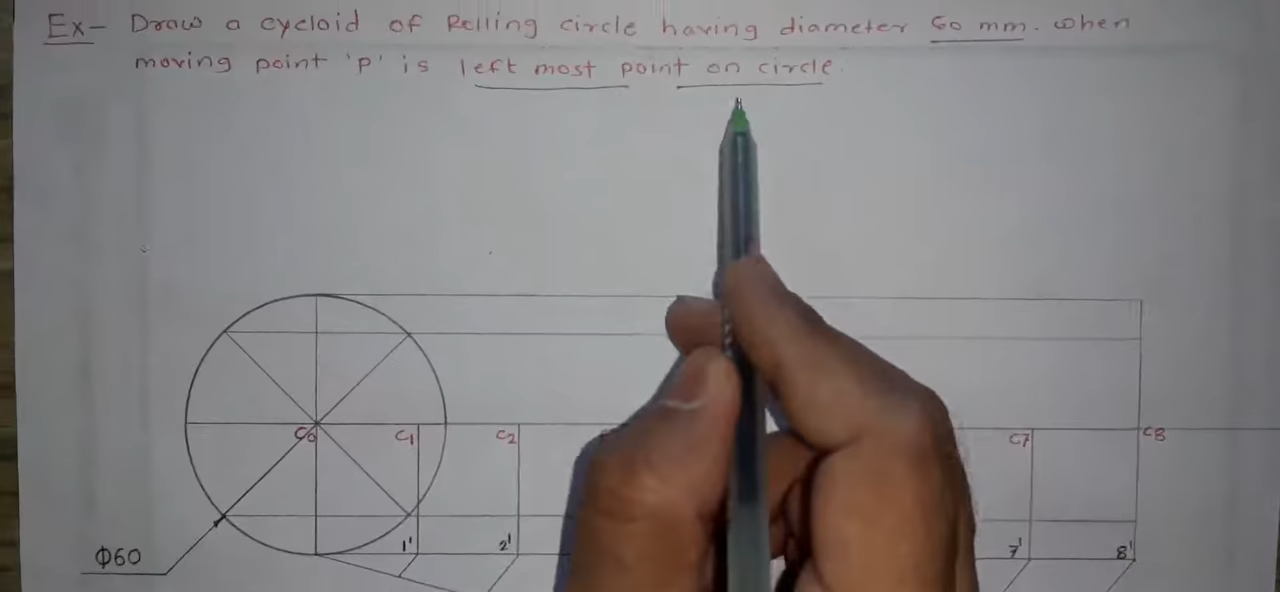 Ex- Draw a cycloid of Rolling circle having diameter 60 mm. when
moving point 'p' is left most point on circle.
C0 C1 C2 C7 C8
1' 2' 7' 8'
Φ60